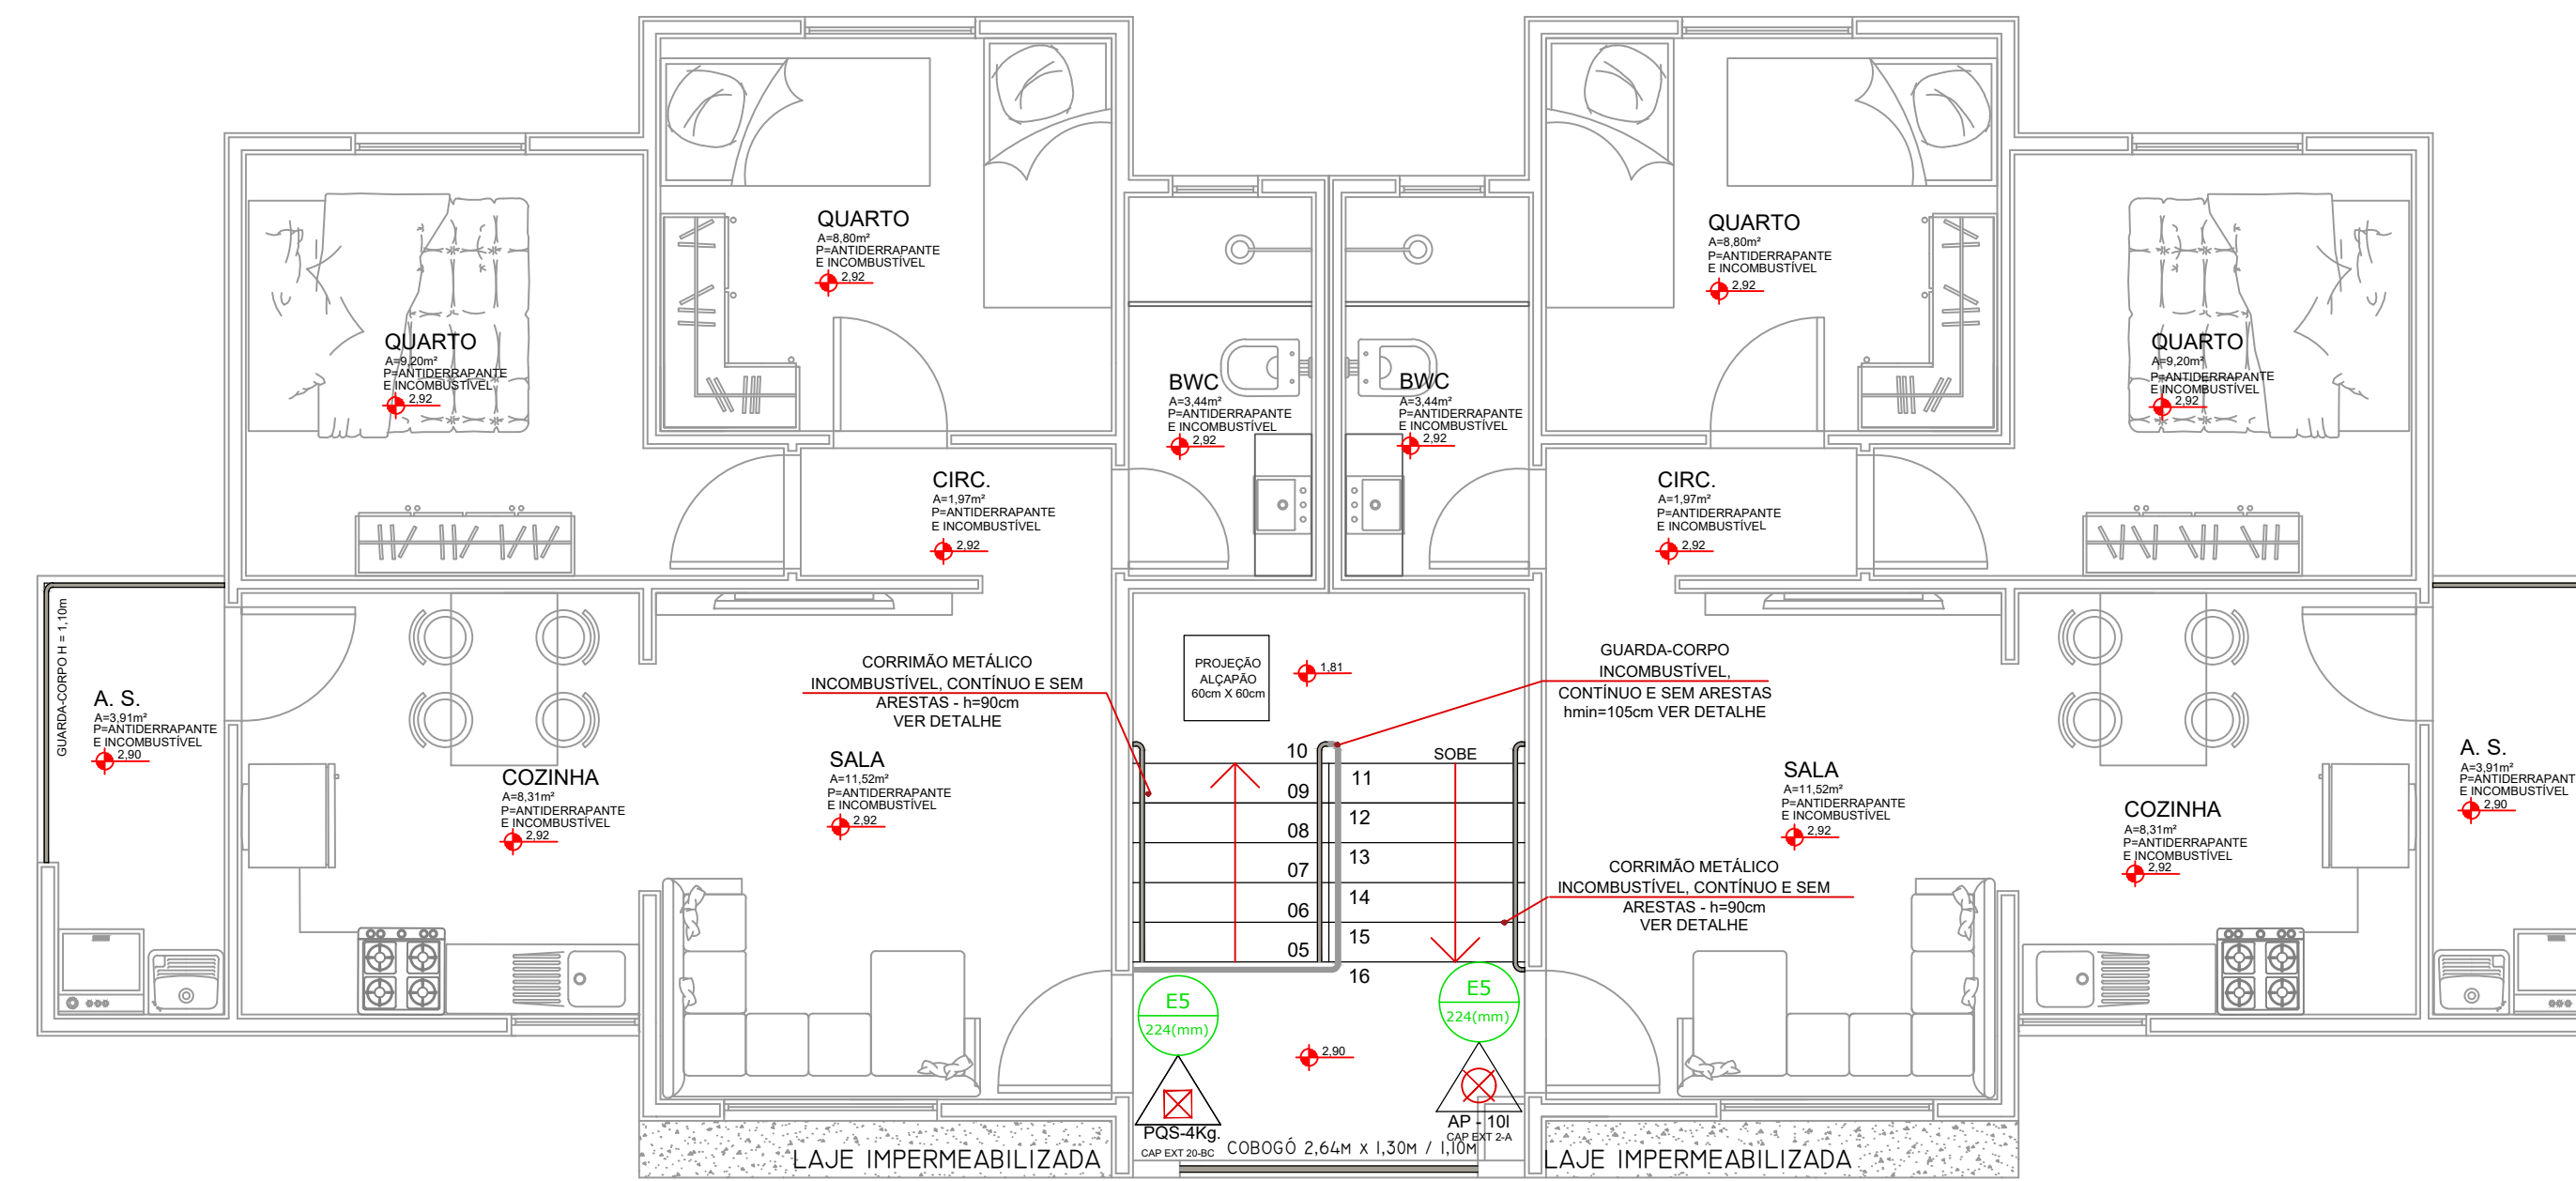 QUARTO
A=8,80m²
P=ANTIDERRAPANTE
E INCOMBUSTÍVEL
2,92
QUARTO
A=8,80m²
P=ANTIDERRAPANTE
E INCOMBUSTÍVEL
2,92
QUARTO
A=9,20m²
P=ANTIDERRAPANTE
E INCOMBUSTÍVEL
2,92
BWC
A=3,44m²
P=ANTIDERRAPANTE
E INCOMBUSTÍVEL
2,92
BWC
A=3,44m²
P=ANTIDERRAPANTE
E INCOMBUSTÍVEL
2,92
QUARTO
A=9,20m²
P=ANTIDERRAPANTE
E INCOMBUSTÍVEL
2,92
CIRC.
A=1,97m²
P=ANTIDERRAPANTE
E INCOMBUSTÍVEL
2,92
CIRC.
A=1,97m²
P=ANTIDERRAPANTE
E INCOMBUSTÍVEL
2,92
GUARDA-CORPO H = 1,10m
A. S.
A=3,91m²
P=ANTIDERRAPANTE
E INCOMBUSTÍVEL
2,90
COZINHA
A=8,31m²
P=ANTIDERRAPANTE
E INCOMBUSTÍVEL
2,92
CORRIMÃO METÁLICO
INCOMBUSTÍVEL, CONTÍNUO E SEM
ARESTAS - h=90cm
VER DETALHE
SALA
A=11,52m²
P=ANTIDERRAPANTE
E INCOMBUSTÍVEL
2,92
PROJEÇÃO
ALÇAPÃO
60cm X 60cm
1,81
GUARDA-CORPO
INCOMBUSTÍVEL,
CONTÍNUO E SEM ARESTAS
hmin=105cm VER DETALHE
SOBE
10
09
08
07
06
05
11
12
13
14
15
16
SALA
A=11,52m²
P=ANTIDERRAPANTE
E INCOMBUSTÍVEL
2,92
CORRIMÃO METÁLICO
INCOMBUSTÍVEL, CONTÍNUO E SEM
ARESTAS - h=90cm
VER DETALHE
COZINHA
A=8,31m²
P=ANTIDERRAPANTE
E INCOMBUSTÍVEL
2,92
A. S.
A=3,91m²
P=ANTIDERRAPANT
E INCOMBUSTÍVEL
2,90
E5
224(mm)
E5
224(mm)
2,90
PQS-4Kg.
CAP EXT 20-BC
AP - 10l
CAP EXT 2-A
COBOGÓ 2,64M X 1,30M / 1,10M
LAJE IMPERMEABILIZADA
LAJE IMPERMEABILIZADA